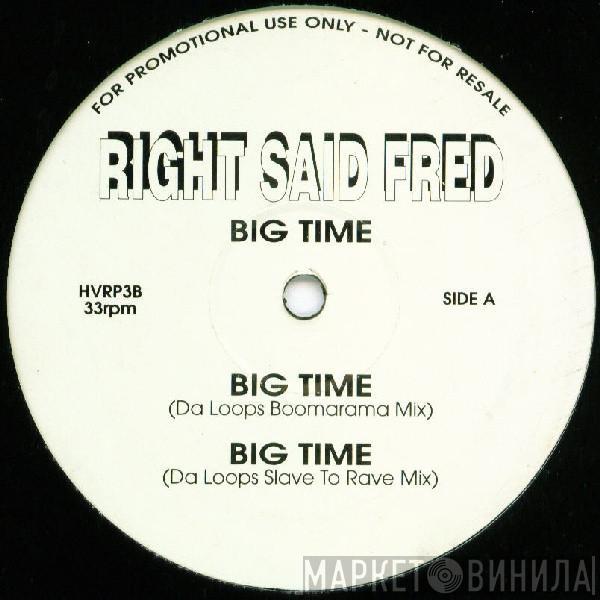 FOR PROMOTIONAL USE ONLY - NOT FOR RESALE
RIGHT SAID FRED
BIG TIME
HVRP3B
33rpm
SIDE A
BIG TIME
(Da Loops Boomarama Mix)
BIG TIME
(Da Loops Slave To Rave Mix)
МАРКЕТ ВИНИЛА